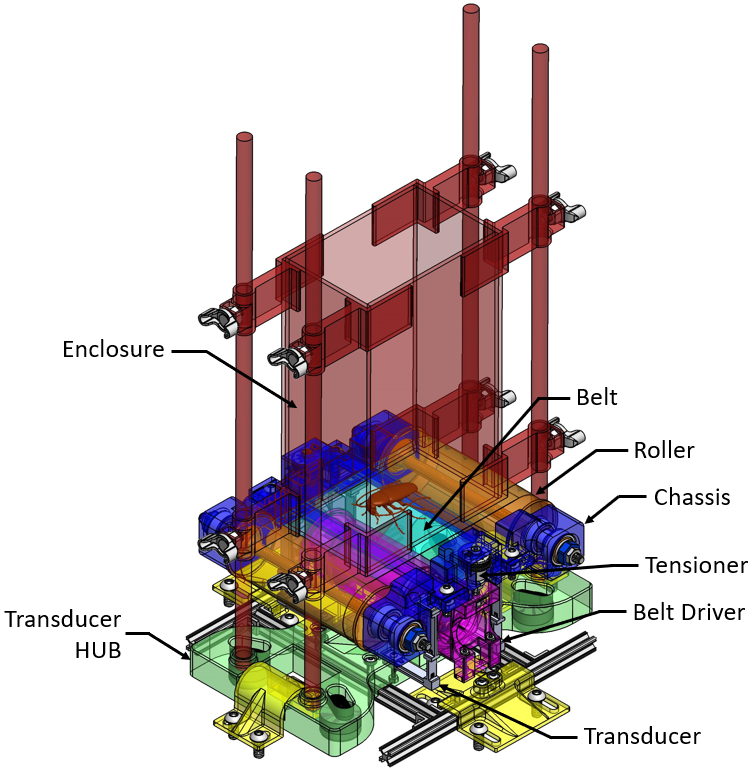 Enclosure
Belt
Roller
Chassis
Tensioner
Belt Driver
Transducer
HUB
Transducer